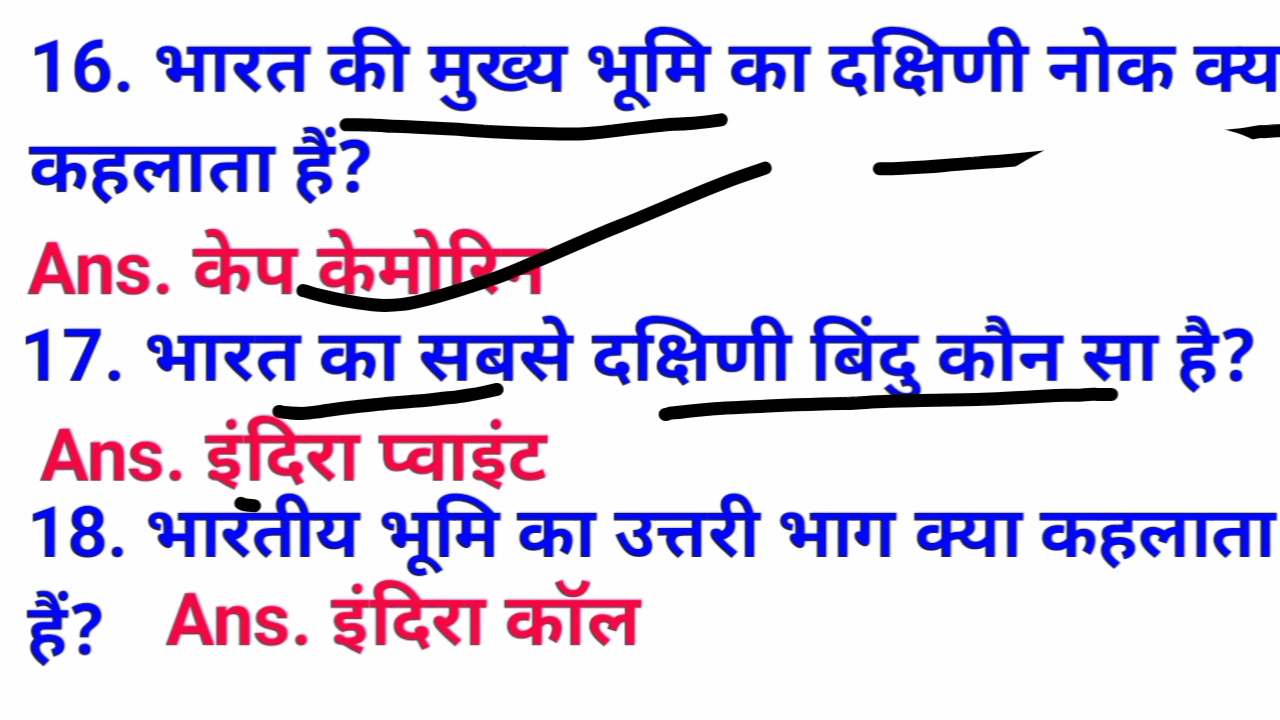 16. भारत की मुख्य भूमि का दक्षिणी नोक क्य
कहलाता हैं?
Ans. केप केमोरिन
17. भारत का सबसे दक्षिणी बिंदु कौन सा है?
Ans. इंदिरा प्वाइंट
18. भारतीय भूमि का उत्तरी भाग क्या कहलाता
हैं? Ans. इंदिरा कॉल